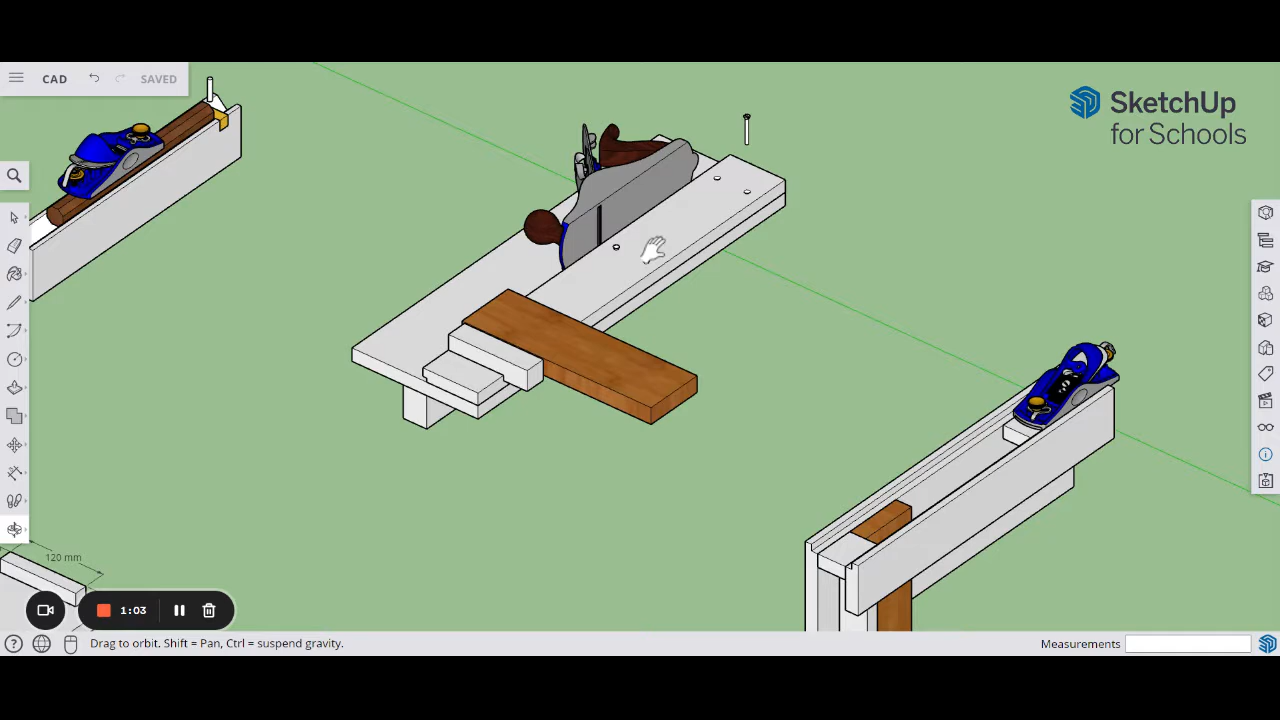 CAD
SAVED
SketchUp
for Schools
120 mm
1:03
Drag to orbit. Shift = Pan, Ctrl = suspend gravity.
Measurements